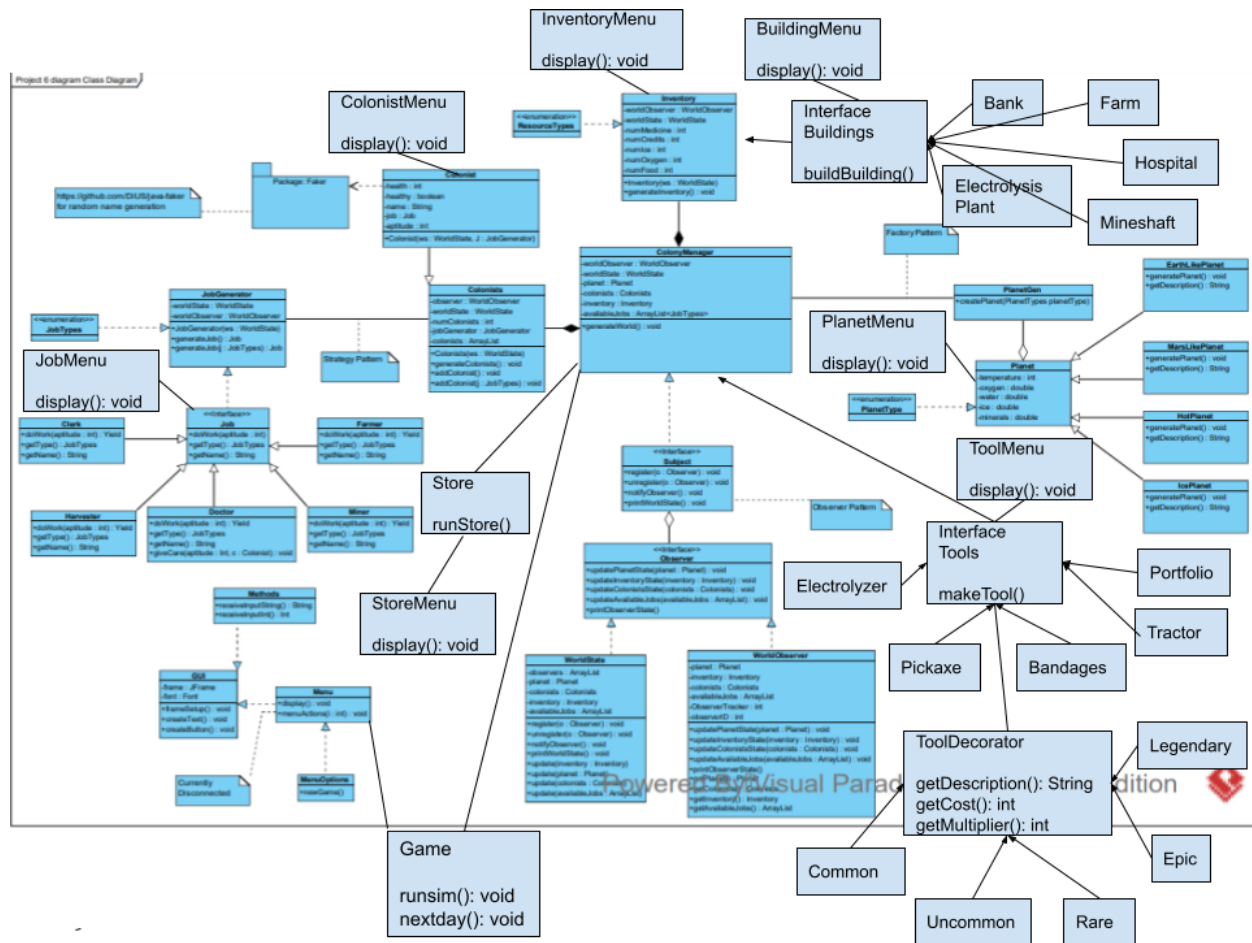 InventoryMenu
display(): void
BuildingMenu
display(): void
Project 6 diagram Class Diagram
ColonistMenu
display(): void
<<enumeration>>
ResourceTypes
Inventory
-worldObserver : WorldObserver
-worldState : WorldState
-numMedicine : int
-numCredits : int
-numIce : int
-numOxygen : int
-numFood : int
+Inventory(ws : WorldState)
+generateInventory() : void
Interface
Buildings
buildBuilding()
Bank
Farm
Hospital
Electrolysis
Plant
Mineshaft
https://github.com/DiUS/java-faker
for random name generation
Package: Faker
Colonist
-health : int
-healthy : boolean
-name : String
-job : Job
-aptitude : int
+Colonist(ws : WorldState, J : JobGenerator)
Factory Pattern
ColonyManager
-worldObserver : WorldObserver
-worldState : WorldState
-planet : Planet
-colonists : Colonists
-inventory : Inventory
-availableJobs : ArrayList<JobTypes>
+generateWorld() : void
EarthLikePlanet
+generatePlanet() : void
+getDescription() : String
JobGenerator
-worldState : WorldState
-worldObserver : WorldObserver
+JobGenerator(ws : WorldState)
+generateJob() : Job
+generateJob(j : JobTypes) : Job
<<enumeration>>
JobTypes
Colonists
-observer : WorldObserver
-worldState : WorldState
-numColonists : int
-jobGenerator : JobGenerator
-colonists : ArrayList
+Colonists(ws : WorldState)
+generateColonists() : void
+addColonist() : void
+addColonist(j : JobTypes) : void
PlanetGen
+createPlanet(PlanetTypes planetType)
PlanetMenu
display(): void
Strategy Pattern
JobMenu
display(): void
Planet
-temperature : int
-oxygen : double
-water : double
-ice : double
-minerals : double
MarsLikePlanet
+generatePlanet() : void
+getDescription() : String
<<enumeration>>
PlanetType
<<Interface>>
Job
+doWork(aptitude : int)
+getType() : JobTypes
+getName() : String
Clerk
+doWork(aptitude : int) : Yield
+getType() : JobTypes
+getName() : String
Farmer
+doWork(aptitude : int) : Yield
+getType() : JobTypes
+getName() : String
HotPlanet
+generatePlanet() : void
+getDescription() : String
ToolMenu
display(): void
<<Interface>>
Subject
+register(o : Observer) : void
+unregister(o : Observer) : void
+notifyObserver() : void
+printWorldState() : void
Store
runStore()
IcePlanet
+generatePlanet() : void
+getDescription() : String
Harvester
+doWork(aptitude : int) : Yield
+getType() : JobTypes
+getName() : String
Doctor
+doWork(aptitude : int) : Yield
+getType() : JobTypes
+getName() : String
+giveCare(aptitude : int, c : Colonist) : void
Miner
+doWork(aptitude : int) : Yield
+getType() : JobTypes
+getName() : String
Observer Pattern
Interface
Tools
makeTool()
<<Interface>>
Observer
+updatePlanetState(planet : Planet) : void
+updateInventoryState(inventory : Inventory) : void
+updateColonistsState(colonists : Colonists) : void
+updateAvailableJobs(availableJobs : ArrayList) : void
+printObserverState()
Electrolyzer
Portfolio
Tractor
Pickaxe
Bandages
Methods
+receiveInputString() : String
+receiveInputInt() : int
StoreMenu
display(): void
GUI
-frame : JFrame
-font : Font
+frameSetup() : void
+createText() : void
+createButton() : void
Menu
+display() : void
+menuActions(i : int) : void
WorldState
-observers : ArrayList
-planet : Planet
-colonists : Colonists
-inventory : Inventory
-availableJobs : ArrayList
+register(o : Observer) : void
+unregister(o : Observer) : void
+notifyObserver() : void
+printWorldState() : void
+update(inventory : Inventory)
+update(planet : Planet)
+update(colonists : Colonists)
+update(availableJobs : ArrayList)
WorldObserver
-planet : Planet
-inventory : Inventory
-colonists : Colonists
-availableJobs : ArrayList
-ObserverTracker : int
-observerID : int
+updatePlanetState(planet : Planet) : void
+updateInventoryState(inventory : Inventory) : void
+updateColonistsState(colonists : Colonists) : void
+updateAvailableJobs(availableJobs : ArrayList) : void
+printObserverState()
+getInventory() : Inventory
+getAvailableJobs() : ArrayList
Currently
Disconnected
MenuOptions
+newGame()
ToolDecorator
getDescription(): String
getCost(): int
getMultiplier(): int
Legendary
Powered By Visual Parad
dition
Common
Epic
Uncommon
Rare
Game
runsim(): void
nextday(): void